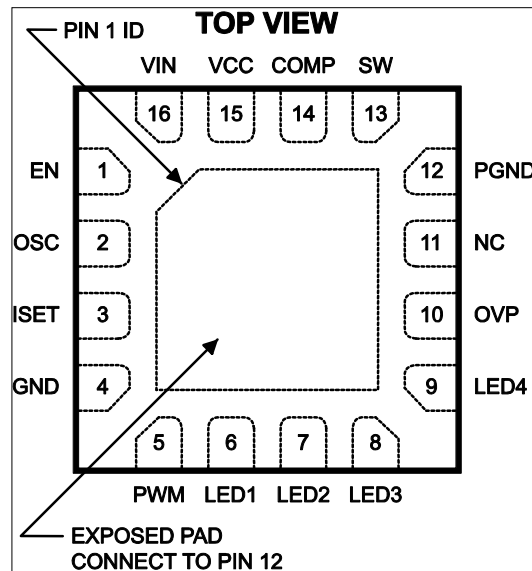 TOP VIEW
PIN 1 ID
VIN VCC COMP SW
16 15 14 13
EN 1 12 PGND
OSC 2 11 NC
ISET 3 10 OVP
GND 4 9 LED4
5 6 7 8
PWM LED1 LED2 LED3
EXPOSED PAD
CONNECT TO PIN 12